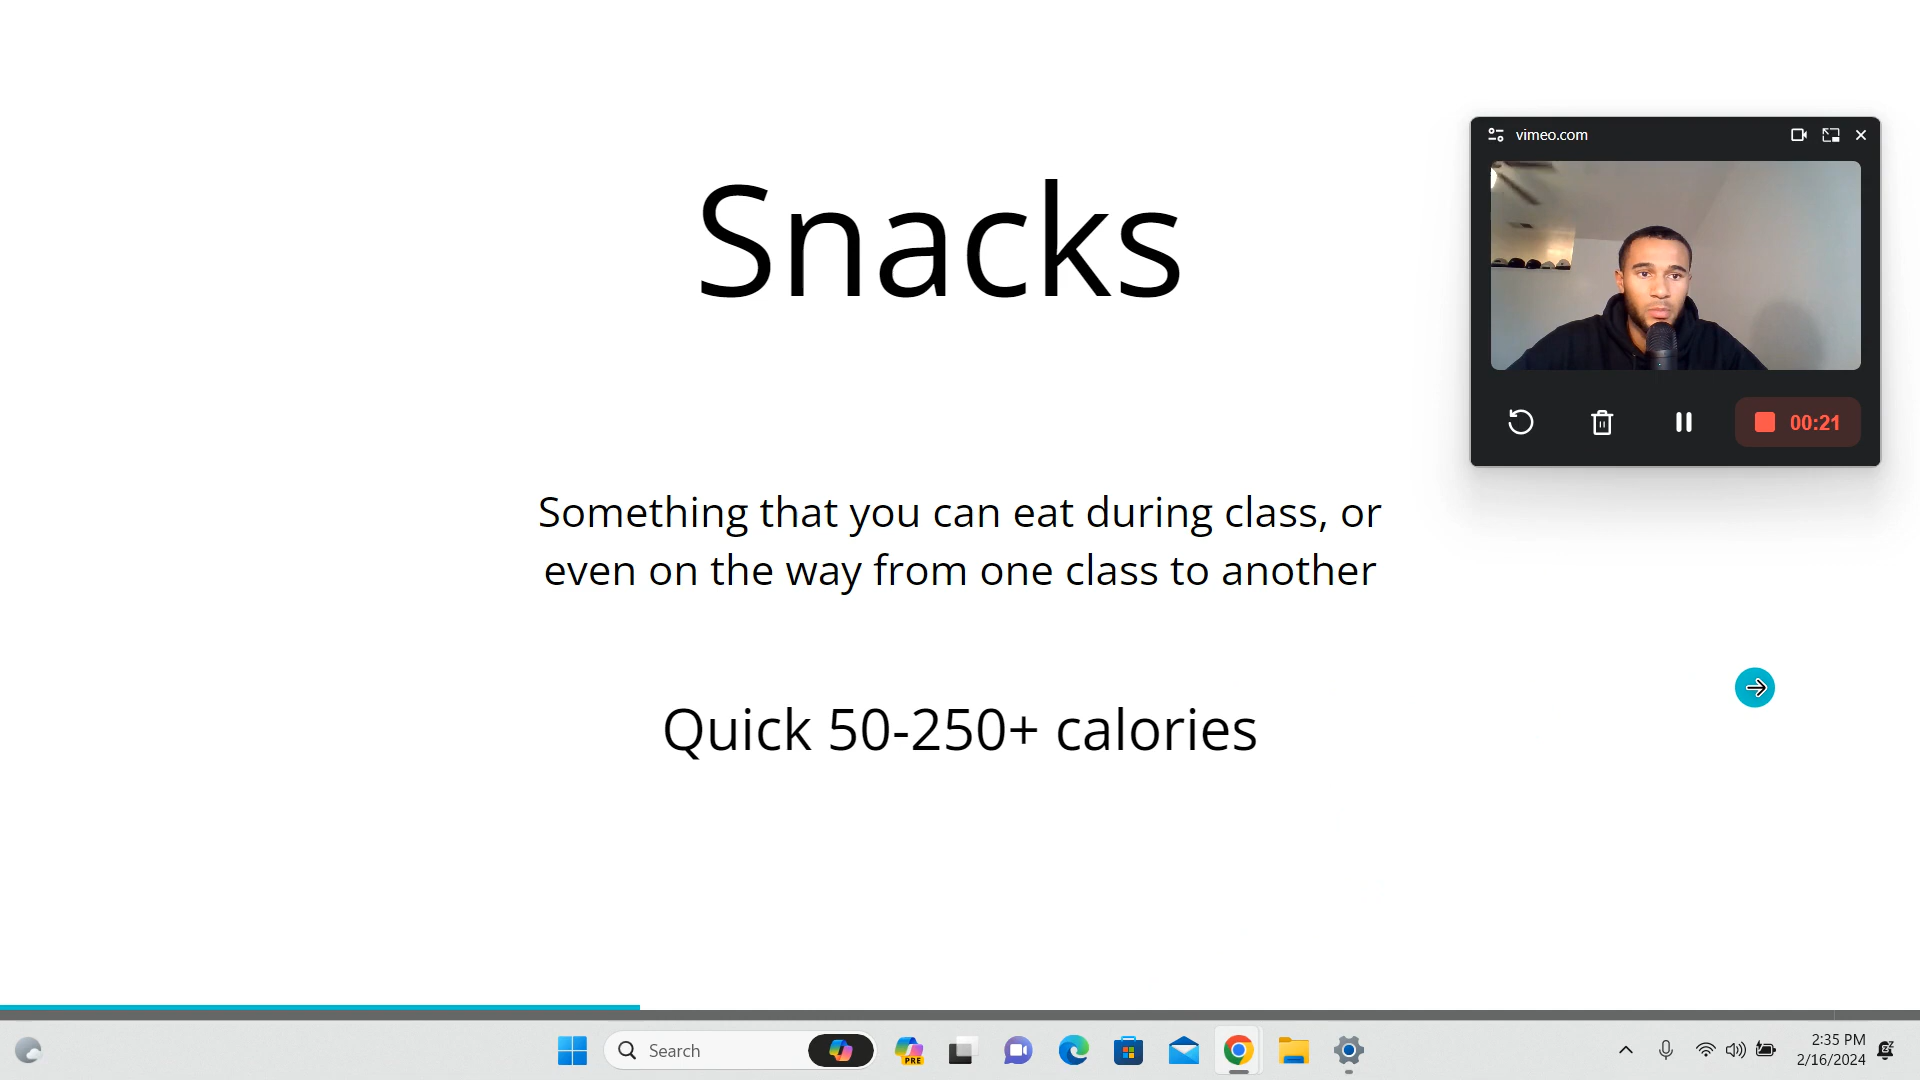 vimeo.com
Snacks
00:21
Something that you can eat during class, or
even on the way from one class to another
Quick 50-250+ calories
Search
PRE
2:35 PM
2/16/2024